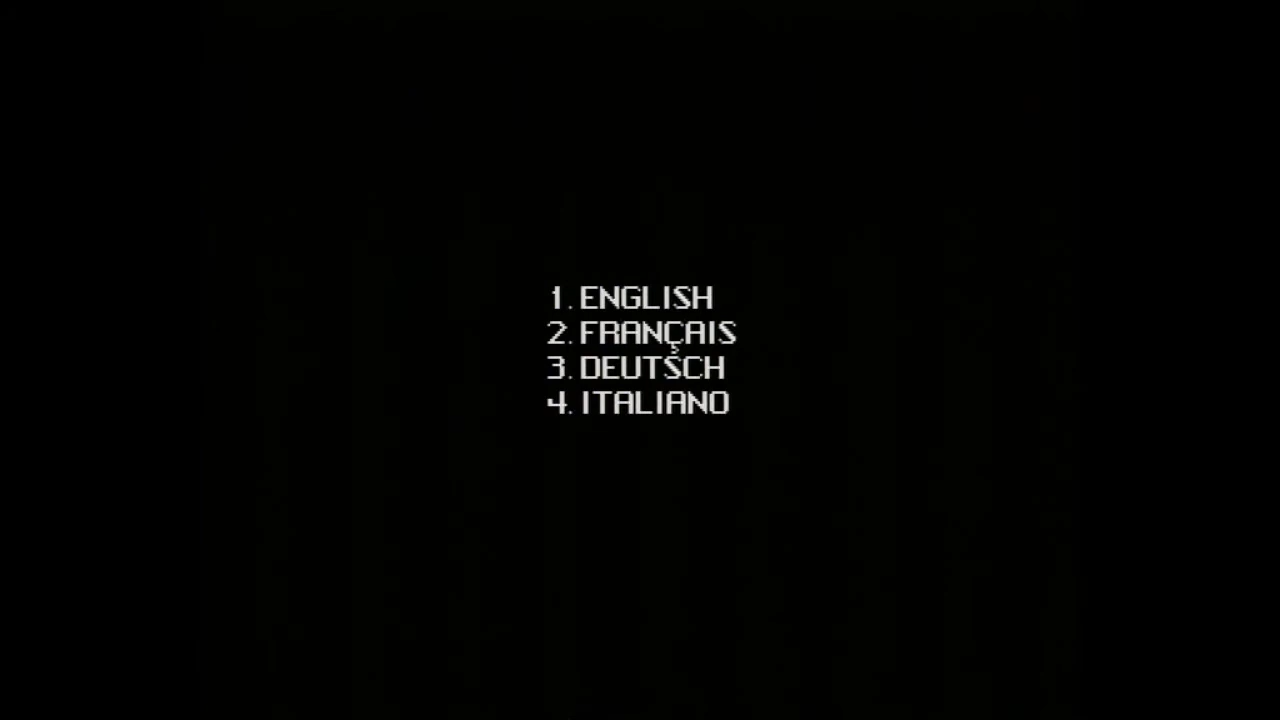 1. ENGLISH
2. FRANÇAIS
3. DEUTSCH
4. ITALIANO